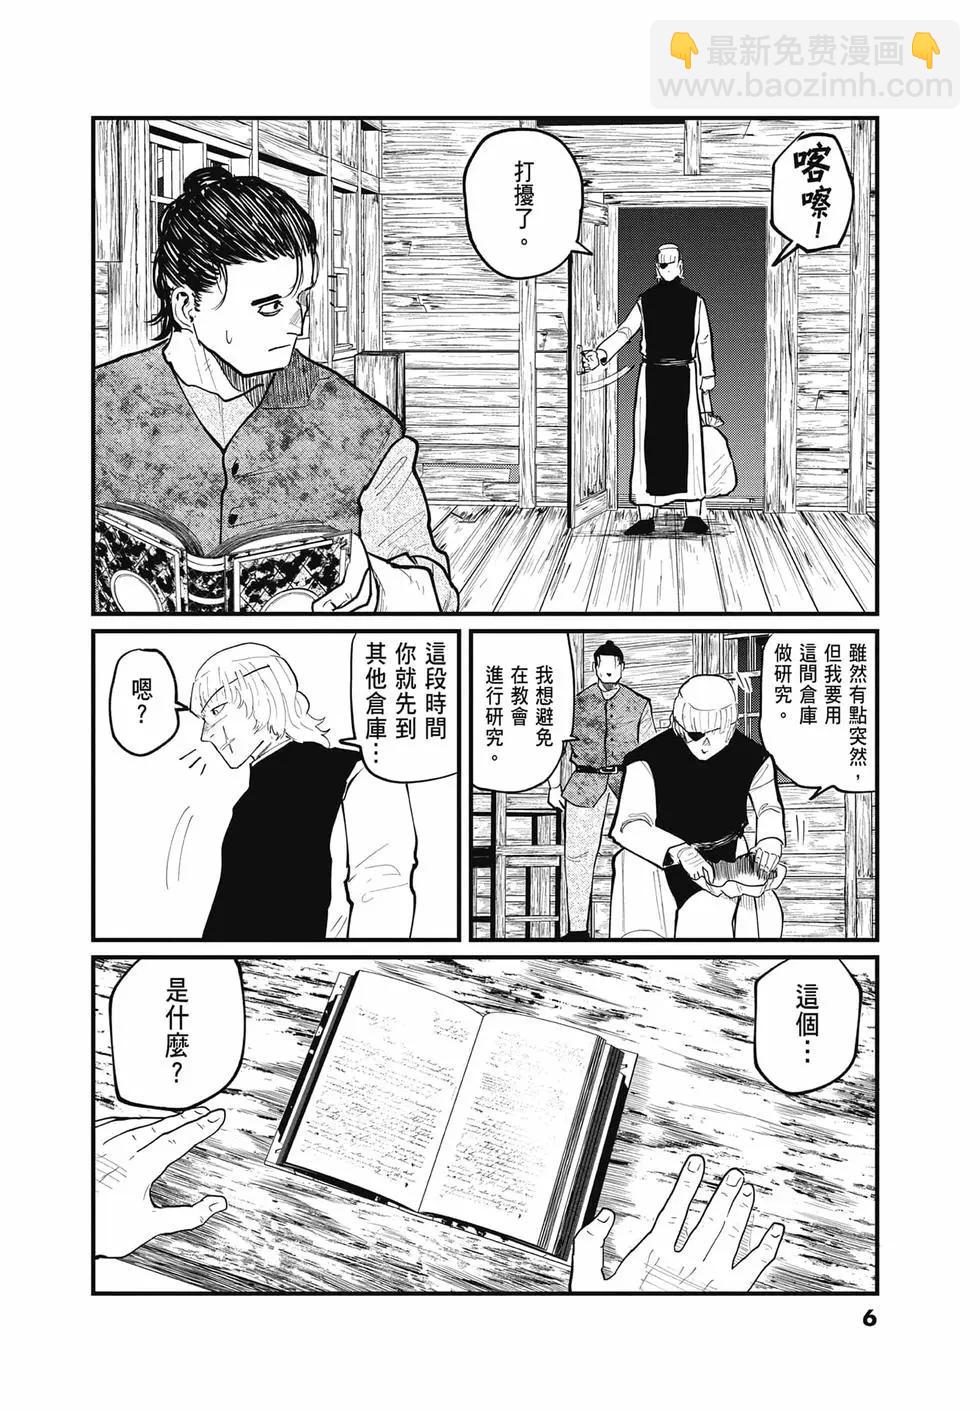 👇最新免费漫画👇
www.baozimh.com
喀嚓！
打擾了。
雖然有點突然，
但我要用
這間倉庫
做研究。
我想避免
在教會
進行研究。
這段時間
你就先到
其他倉庫…
嗯？
這個…
是什麼？
6